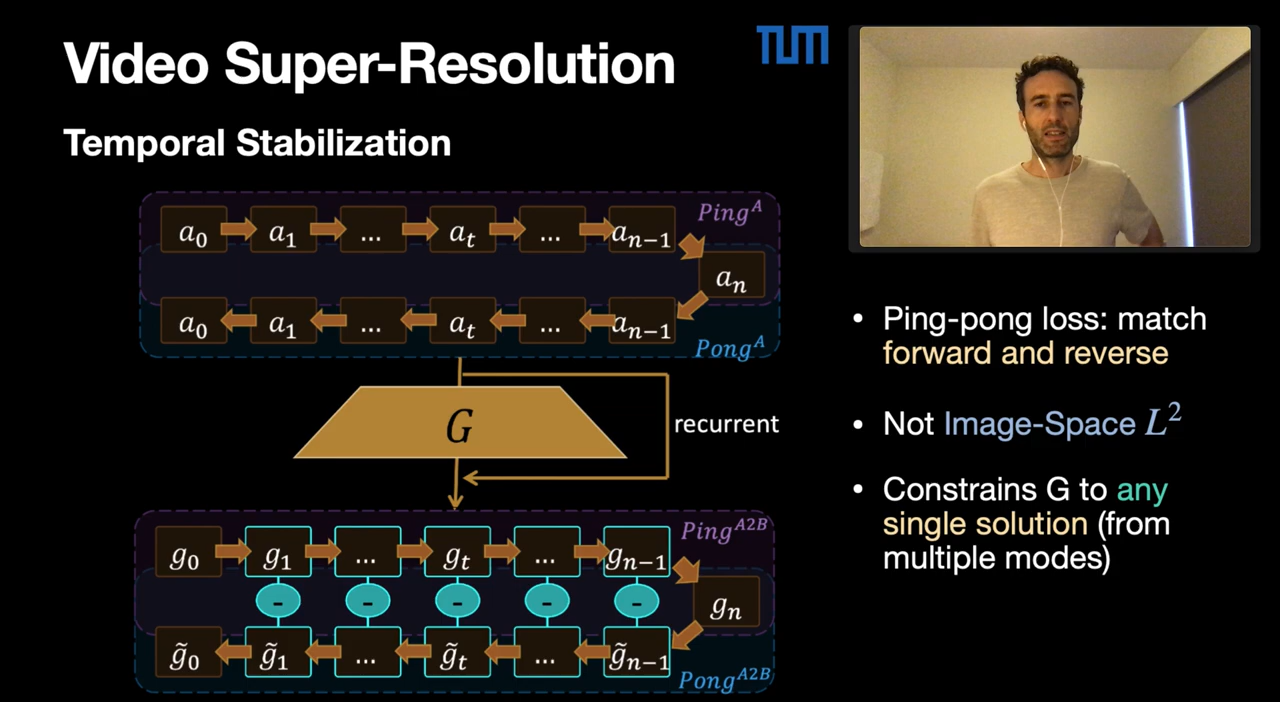 Video Super-Resolution
TUM
Temporal Stabilization
a₀ a₁ ... aₜ ... aₙ₋₁ Pingᴬ
aₙ
a₀ a₁ ... aₜ ... aₙ₋₁ Pongᴬ
G
recurrent
g₀ g₁ ... gₜ ... gₙ₋₁ Pingᴬ²ᴮ
- - - - -
gₙ
g̃₀ g̃₁ ... g̃ₜ ... g̃ₙ₋₁ Pongᴬ²ᴮ
• Ping-pong loss: match
forward and reverse
• Not Image-Space L²
• Constrains G to any
single solution (from
multiple modes)